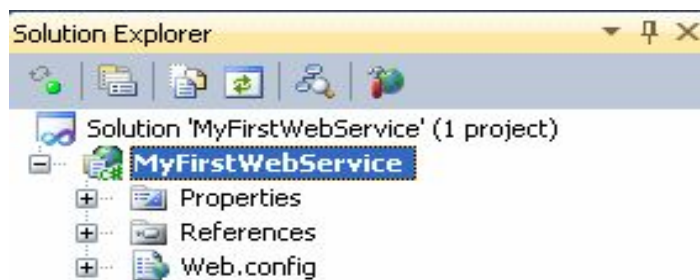 Solution Explorer
Solution 'MyFirstWebService' (1 project)
MyFirstWebService
Properties
References
Web.config